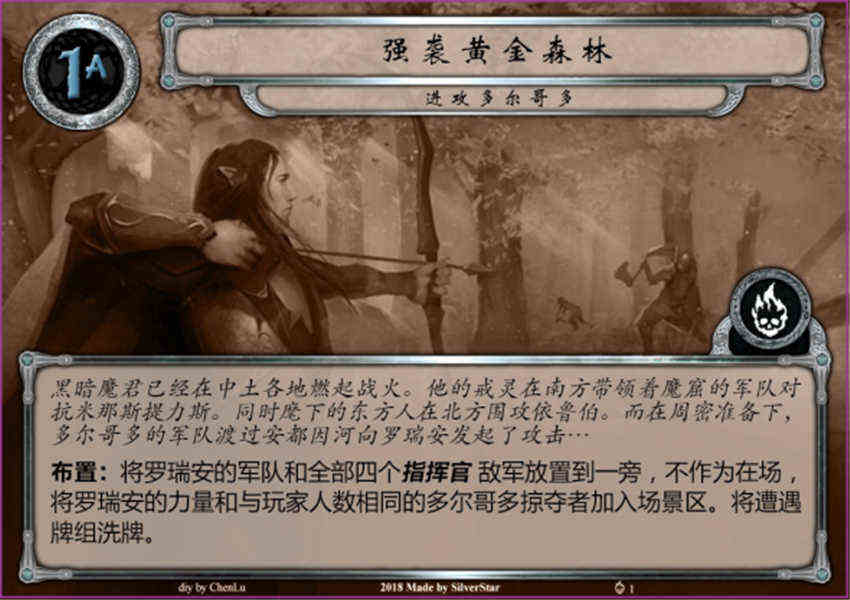 1A
强袭黄金森林
进攻多尔哥多
黑暗魔君已经在中土各地燃起战火。他的戒灵在南方带领着魔窟的军队对
抗米那斯提力斯。同时麾下的东方人在北方围攻依鲁伯。而在周密准备下，
多尔哥多的军队渡过安都因河向罗瑞安发起了攻击…
布置：将罗瑞安的军队和全部四个指挥官 敌军放置到一旁，不作为在场，
将罗瑞安的力量和与玩家人数相同的多尔哥多掠夺者加入场景区。将遭遇
牌组洗牌。
diy by ChenLu
2018 Made by SilverStar
1